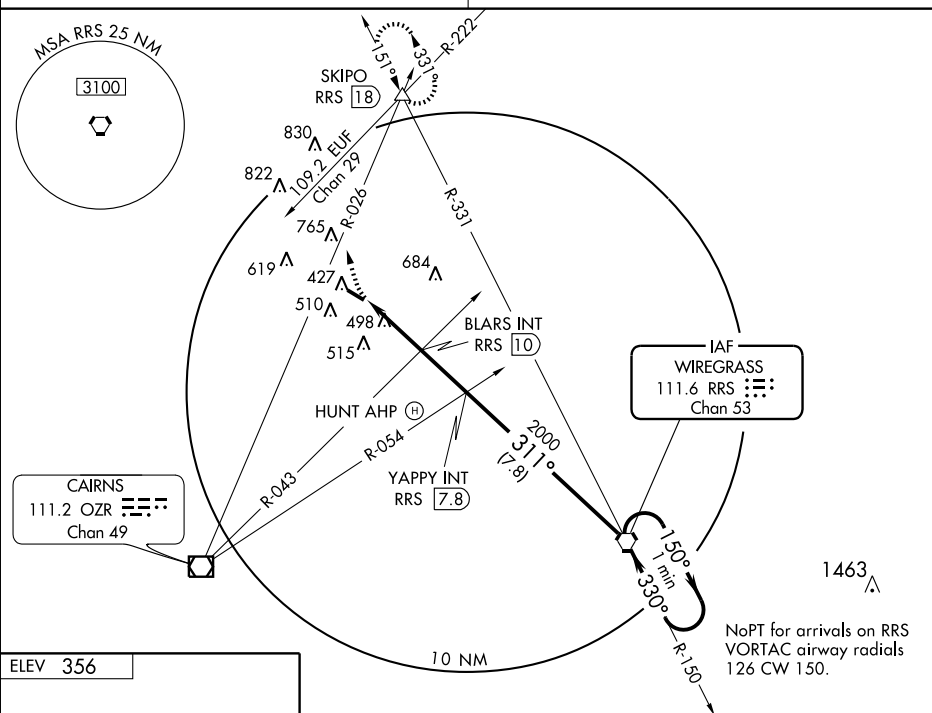 MSA RRS 25 NM
3100
SKIPO
RRS 18
151°
331°
R-222
830
109.2 EUF
Chan 29
822
R-026
R-331
765
619
427
684
510
498
515
BLARS INT
RRS 10
IAF
WIREGRASS
111.6 RRS
Chan 53
HUNT AHP H
R-054
R-043
2000
311°
(7.8)
YAPPY INT
RRS 7.8
CAIRNS
111.2 OZR
Chan 49
150°
1 min
330°
1463
NoPT for arrivals on RRS
VORTAC airway radials
126 CW 150.
R-150
10 NM
ELEV 356